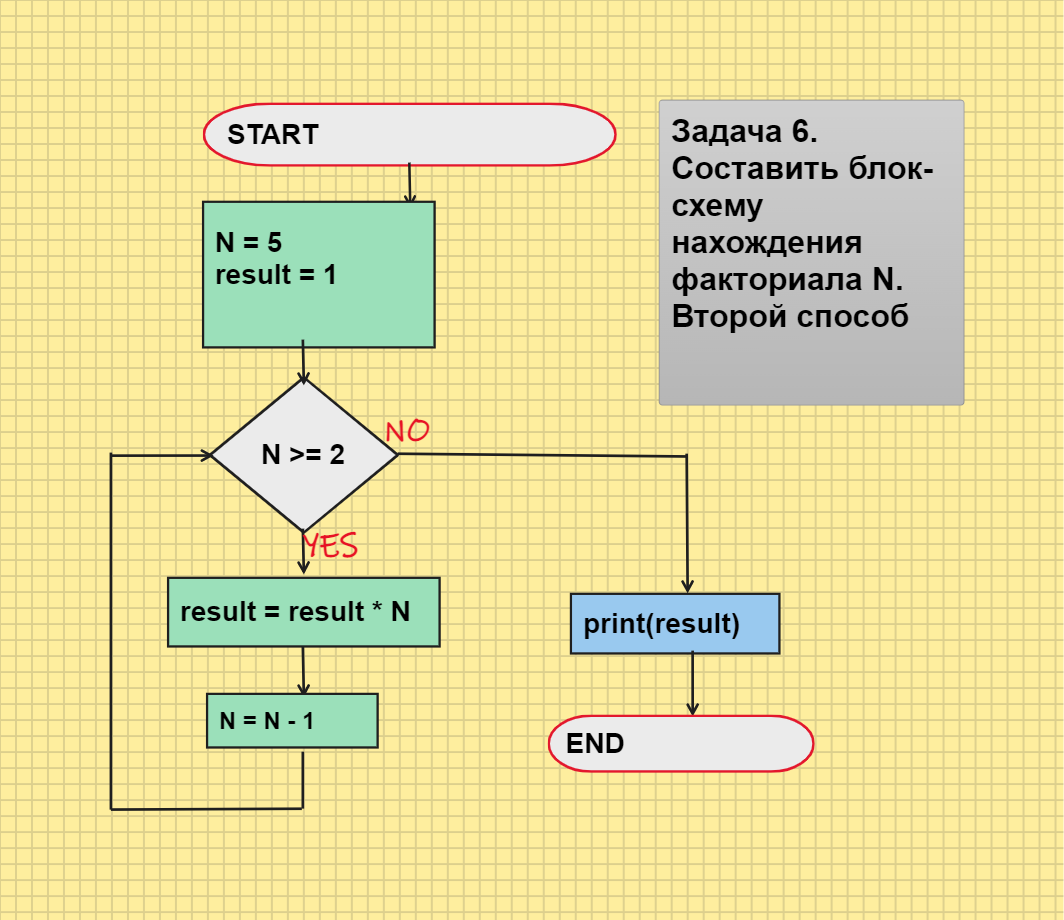 START
Задача 6.
Составить блок-
схему
нахождения
факториала N.
Второй способ
N = 5
result = 1
N >= 2
NO
YES
result = result * N
print(result)
N = N - 1
END